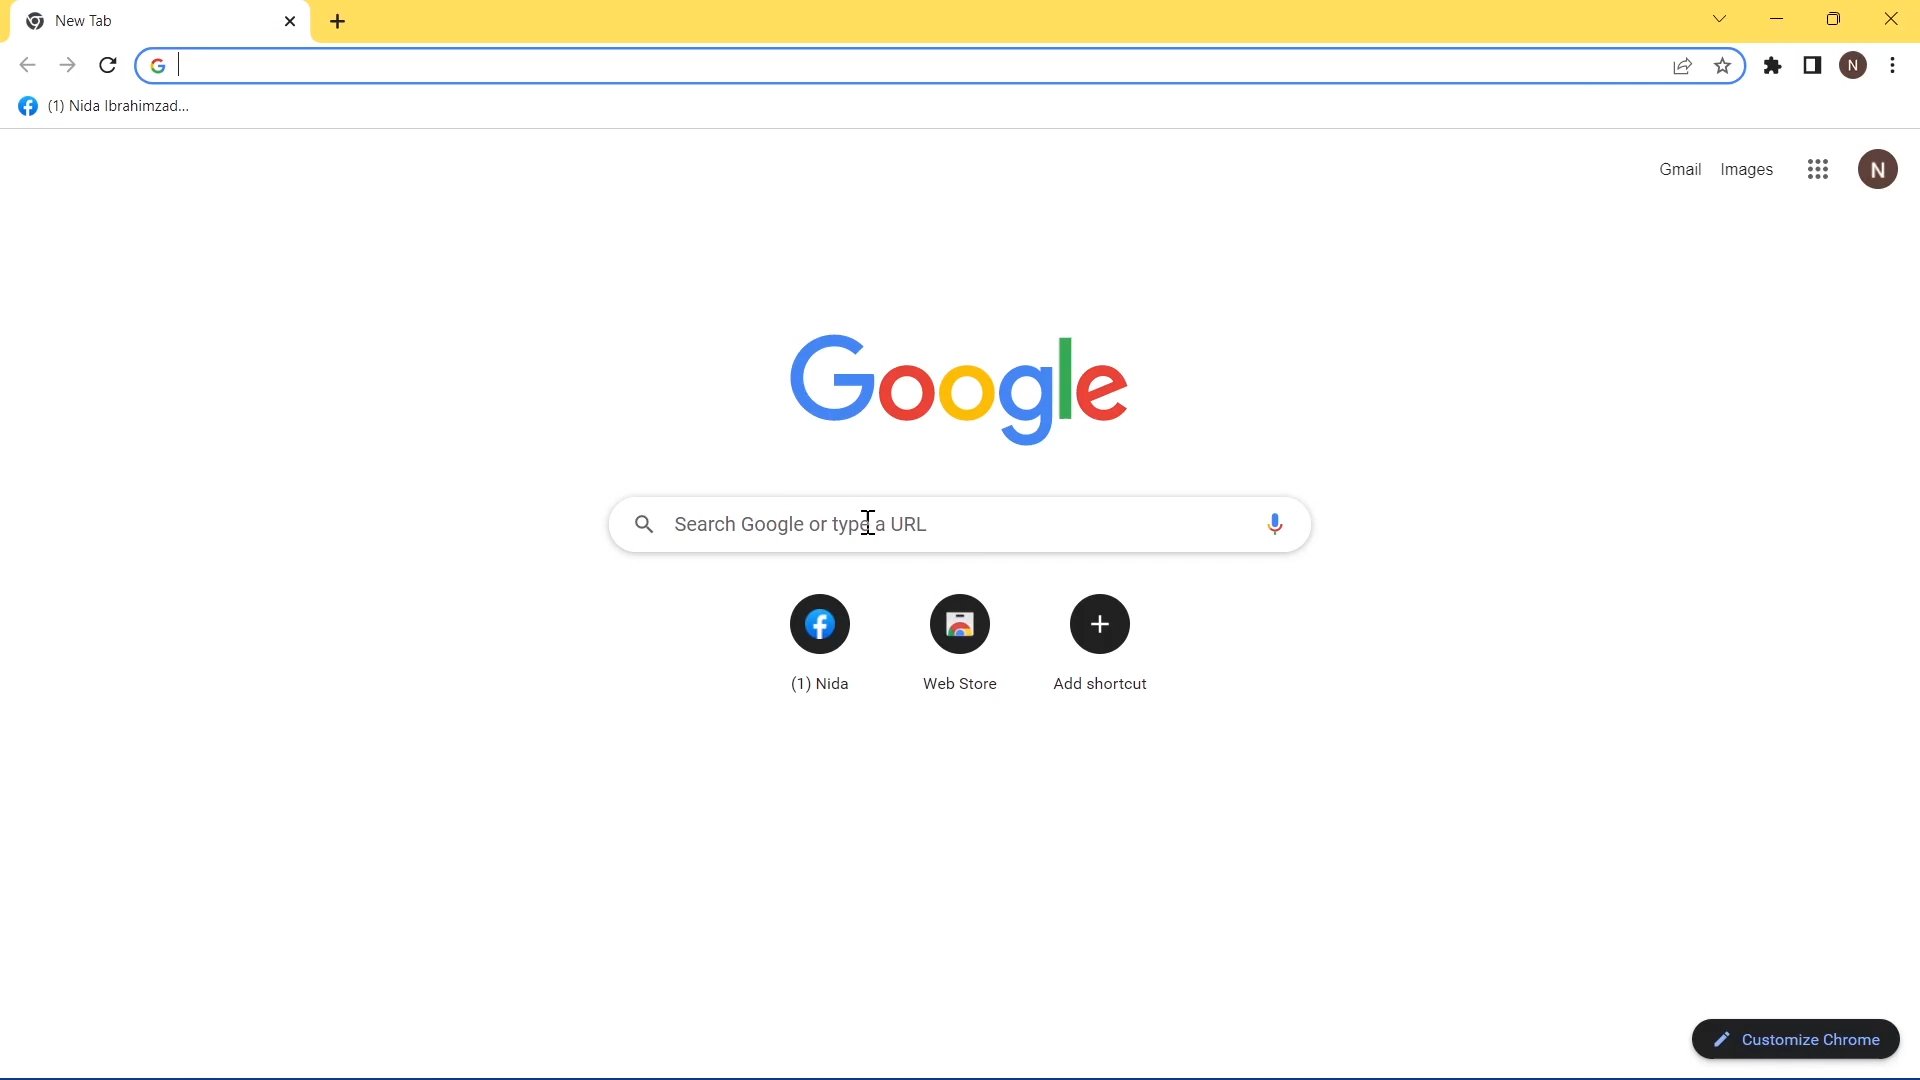 New Tab
(1) Nida Ibrahimzad...
Gmail Images
N
N
Google
Search Google or type a URL
(1) Nida
Web Store
Add shortcut
Customize Chrome